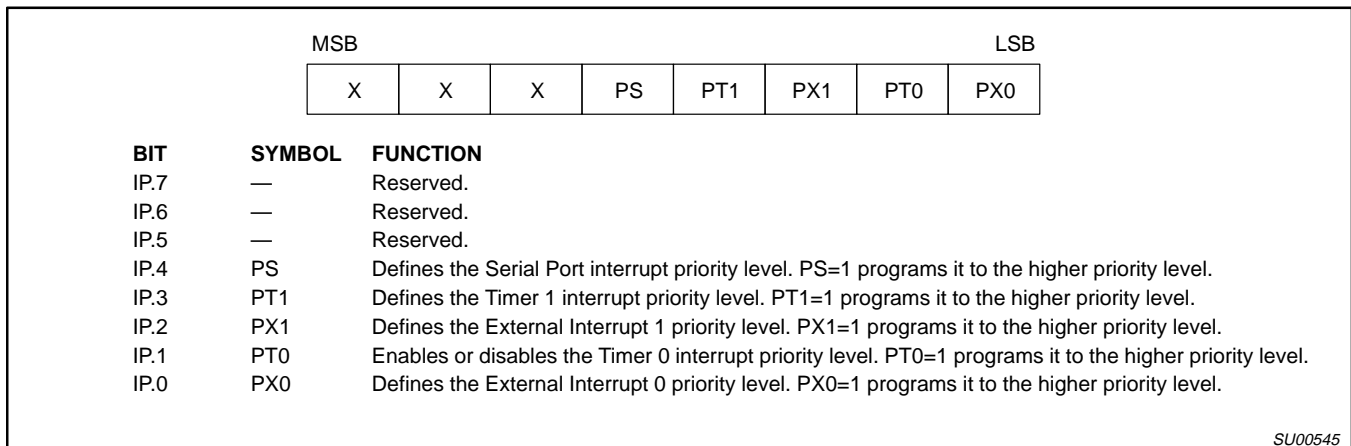 MSB LSB
X X X PS PT1 PX1 PT0 PX0
BIT SYMBOL FUNCTION
IP.7 — Reserved.
IP.6 — Reserved.
IP.5 — Reserved.
IP.4 PS Defines the Serial Port interrupt priority level. PS=1 programs it to the higher priority level.
IP.3 PT1 Defines the Timer 1 interrupt priority level. PT1=1 programs it to the higher priority level.
IP.2 PX1 Defines the External Interrupt 1 priority level. PX1=1 programs it to the higher priority level.
IP.1 PT0 Enables or disables the Timer 0 interrupt priority level. PT0=1 programs it to the higher priority level.
IP.0 PX0 Defines the External Interrupt 0 priority level. PX0=1 programs it to the higher priority level.
SU00545